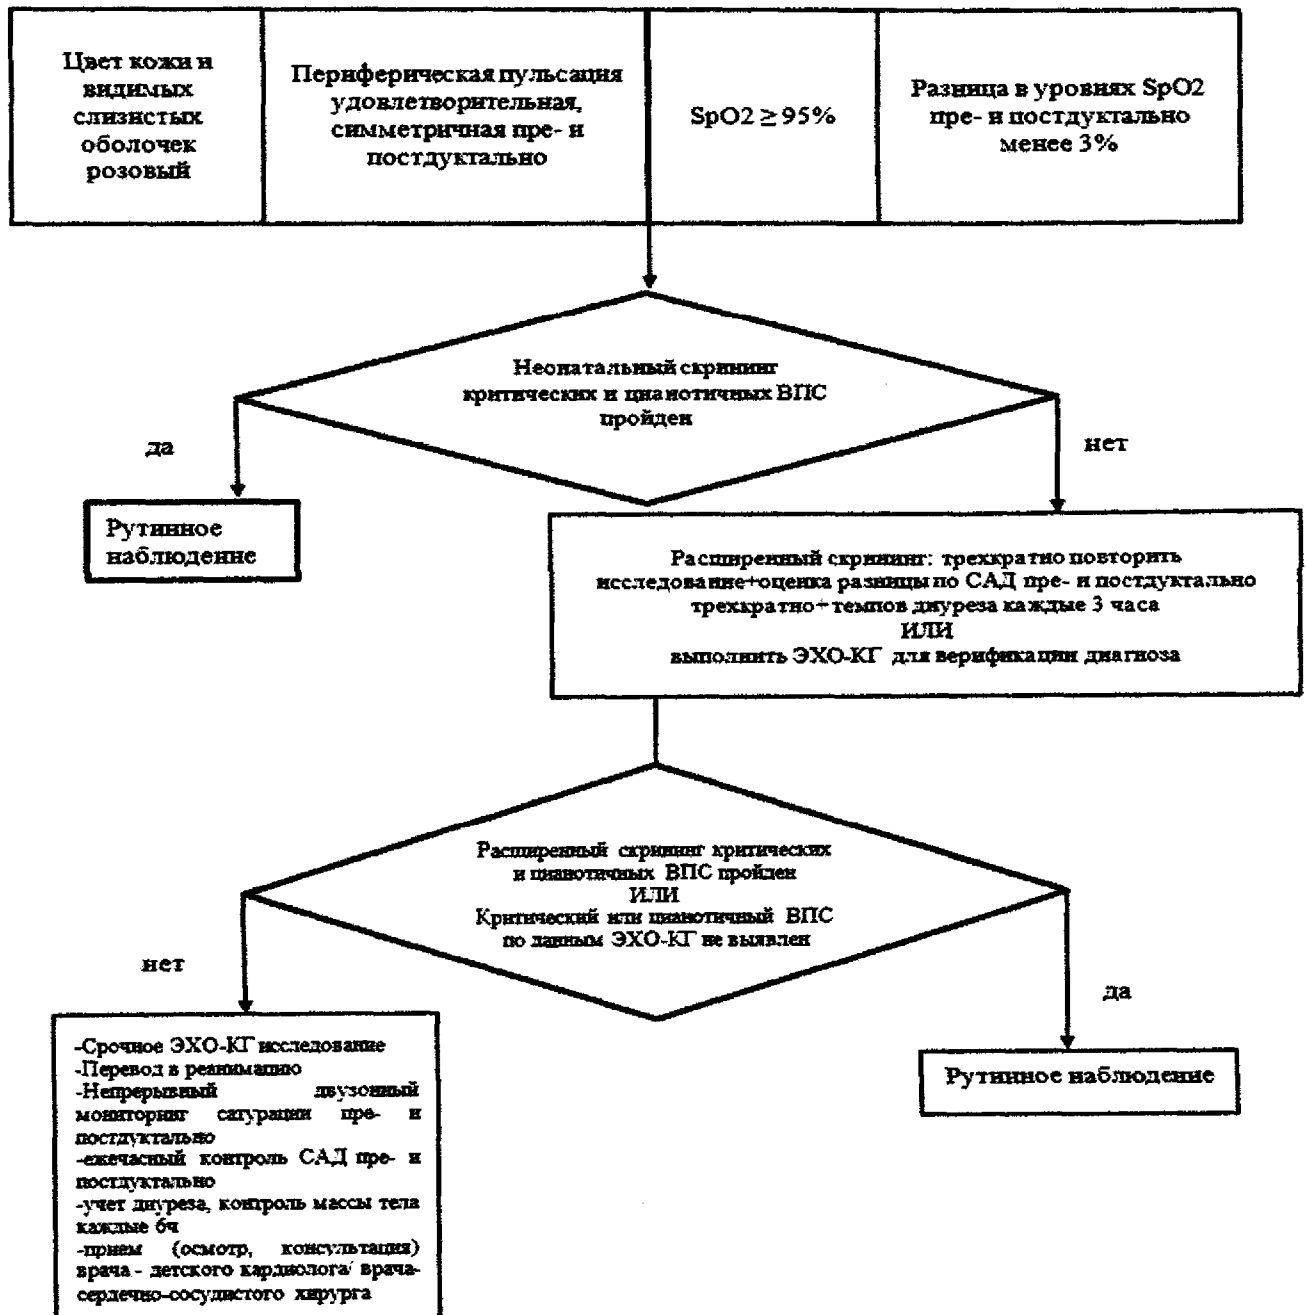 Цвет кожи и
видимых
слизистых
оболочек
розовый
Периферическая пульсация
удовлетворительная,
симметричная пре- и
постдуктально
SpO2 ≥ 95%
Разница в уровнях SpO2
пре- и постдуктально
менее 3%
Неонатальный скрининг
критических и цианотичных ВПС
пройден
да
нет
Рутинное
наблюдение
Расширенный скрининг: трехкратно повторить
исследование+оценка разницы по САД пре- и постдуктально
трехкратно+темпов диуреза каждые 3 часа
ИЛИ
выполнить ЭХО-КГ для верификации диагноза
Расширенный скрининг критических
и цианотичных ВПС пройден
ИЛИ
Критический или цианотичный ВПС
по данным ЭХО-КГ не выявлен
нет
да
-Срочное ЭХО-КГ исследование
-Перевод в реанимацию
-Непрерывный двузонный
мониторинг сатурации пре- и
постдуктально
-ежечасный контроль САД пре- и
постдуктально
-учет диуреза, контроль массы тела
каждые 6ч
-прием (осмотр, консультация)
врача - детского кардиолога/ врача-
сердечно-сосудистого хирурга
Рутинное наблюдение